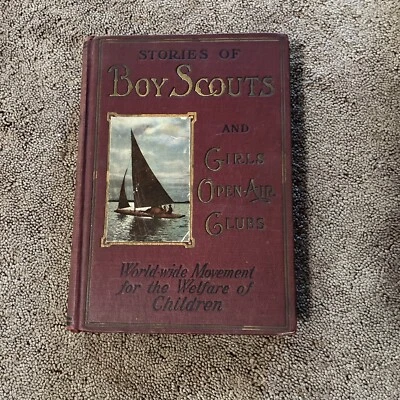 STORIES OF
BOY SCOUTS
AND
GIRLS
OPEN-AIR
CLUBS
World-wide Movement
for the Welfare of
Children